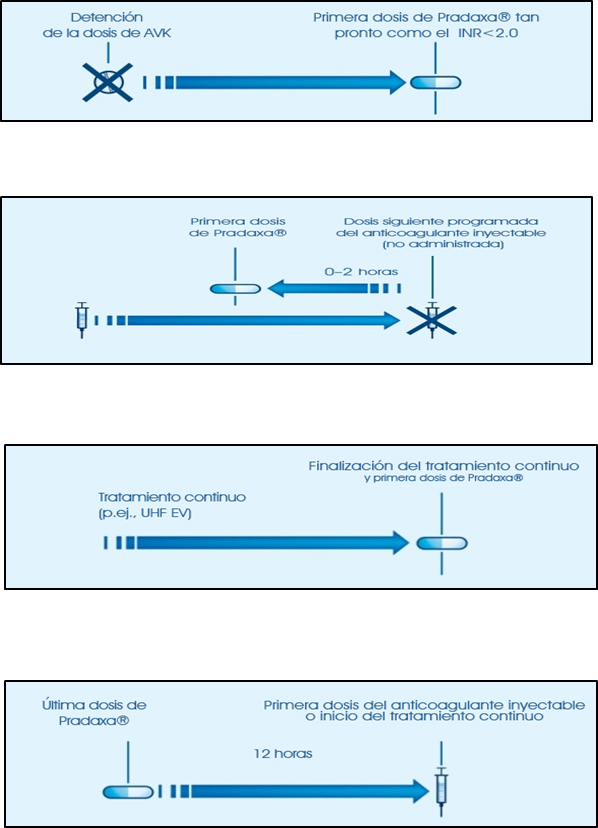 Detención
de la dosis de AVK
Primera dosis de Pradaxa® tan
pronto como el INR<2.0
Primera dosis
de Pradaxa®
Dosis siguiente programada
del anticoagulante inyectable
(no administrada)
0–2 horas
Finalización del tratamiento continuo
y primera dosis de Pradaxa®
Tratamiento continuo
(p.ej., UHF EV)
Última dosis de
Pradaxa®
Primera dosis del anticoagulante inyectable
o inicio del tratamiento continuo
12 horas